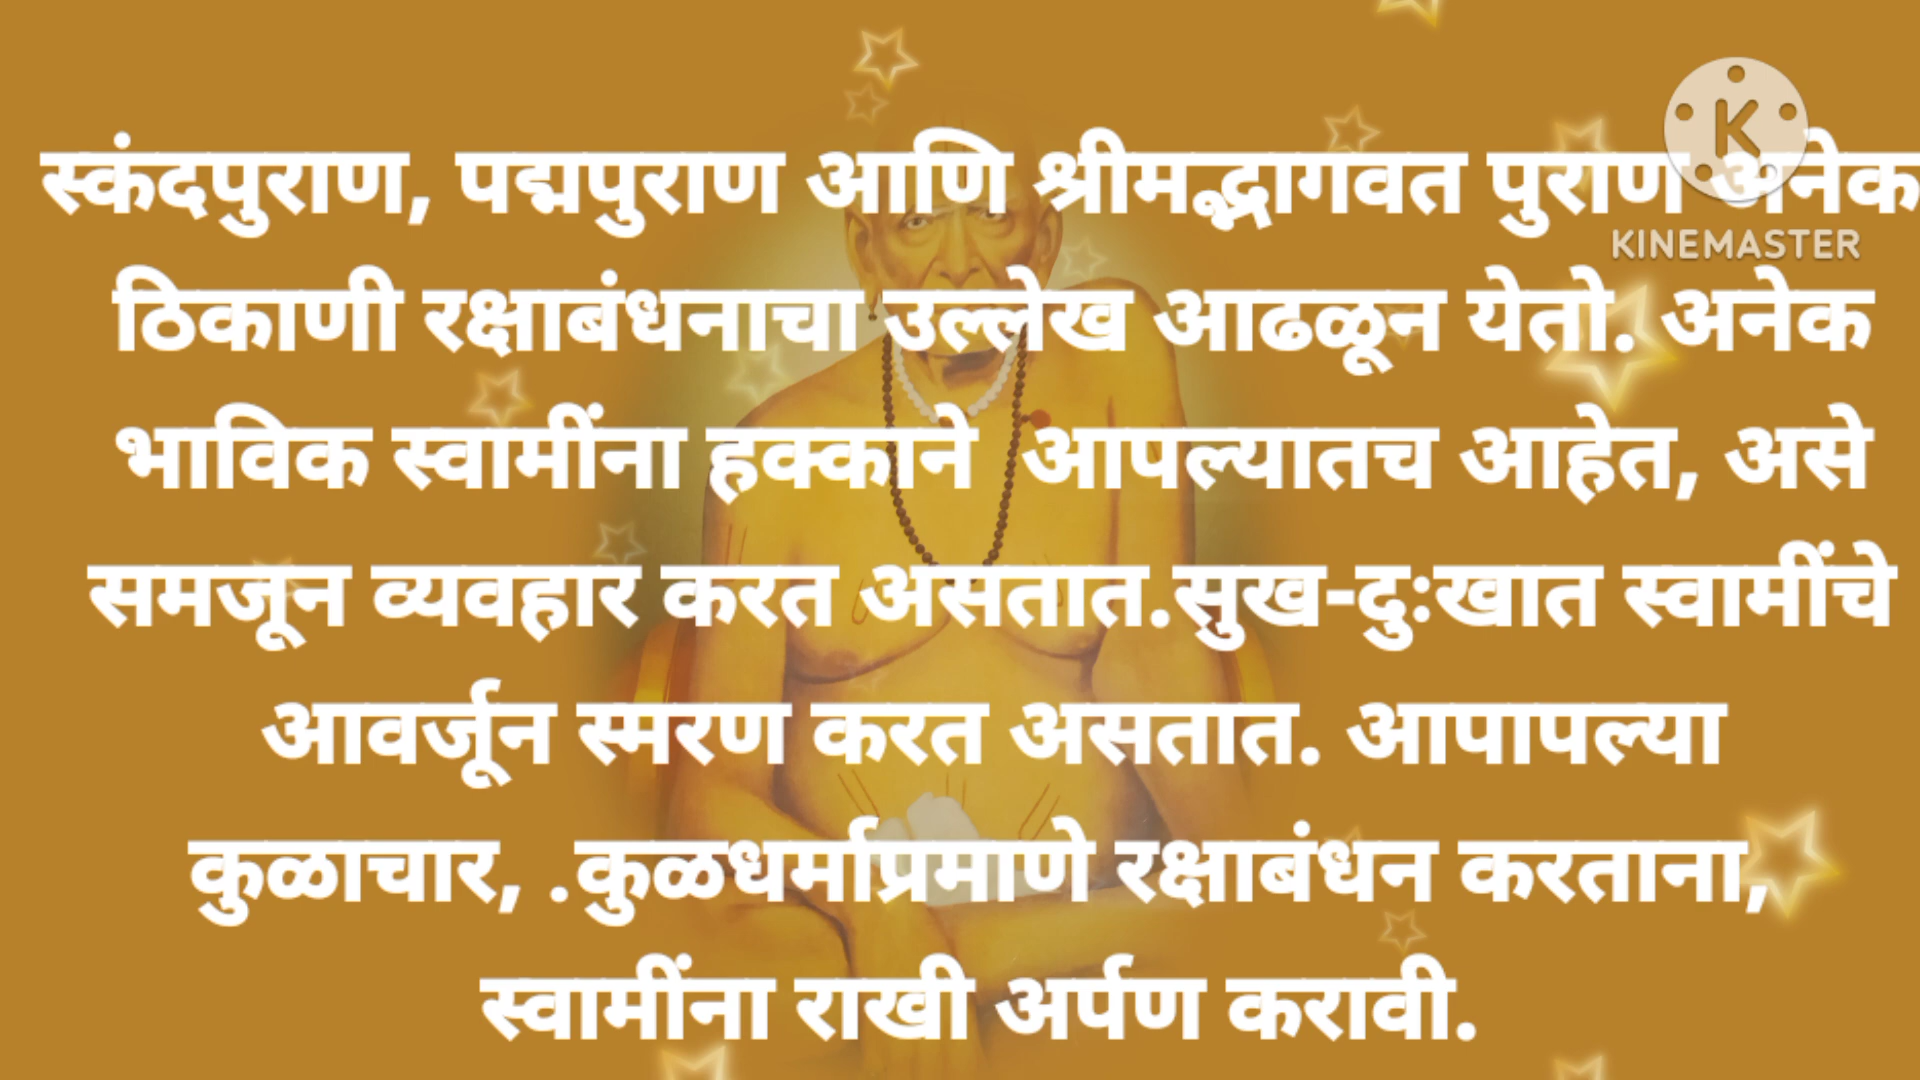 स्कंदपुराण, पद्मपुराण आणि श्रीमद्भागवत पुराण अनेक
KINEMASTER
ठिकाणी रक्षाबंधनाचा उल्लेख आढळून येतो. अनेक
भाविक स्वामींना हक्काने आपल्यातच आहेत, असे
समजून व्यवहार करत असतात.सुख-दुःखात स्वामींचे
आवर्जून स्मरण करत असतात. आपापल्या
कुळाचार, .कुळधर्माप्रमाणे रक्षाबंधन करताना,
स्वामींना राखी अर्पण करावी.